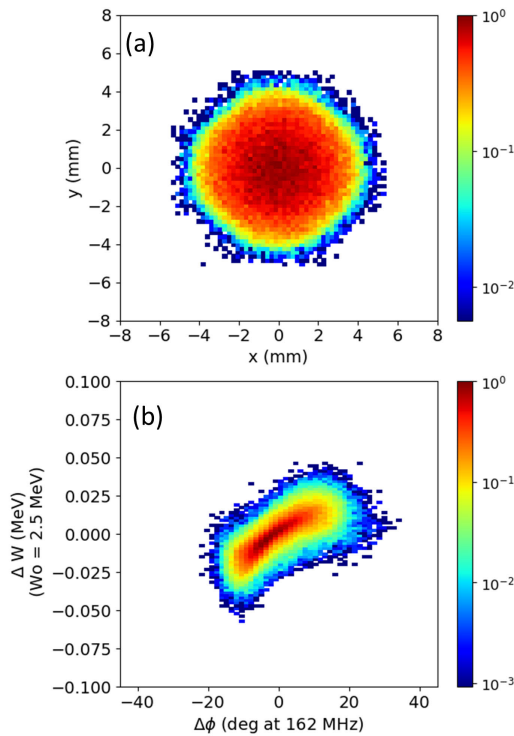 (a)
8
6
4
2
0
−2
−4
−6
−8
y (mm)
−8 −6 −4 −2 0 2 4 6 8
x (mm)
10⁰
10⁻¹
10⁻²
(b)
0.100
0.075
0.050
0.025
0.000
−0.025
−0.050
−0.075
−0.100
Δ W (MeV)
(Wo = 2.5 MeV)
−40 −20 0 20 40
Δϕ (deg at 162 MHz)
10⁰
10⁻¹
10⁻²
10⁻³